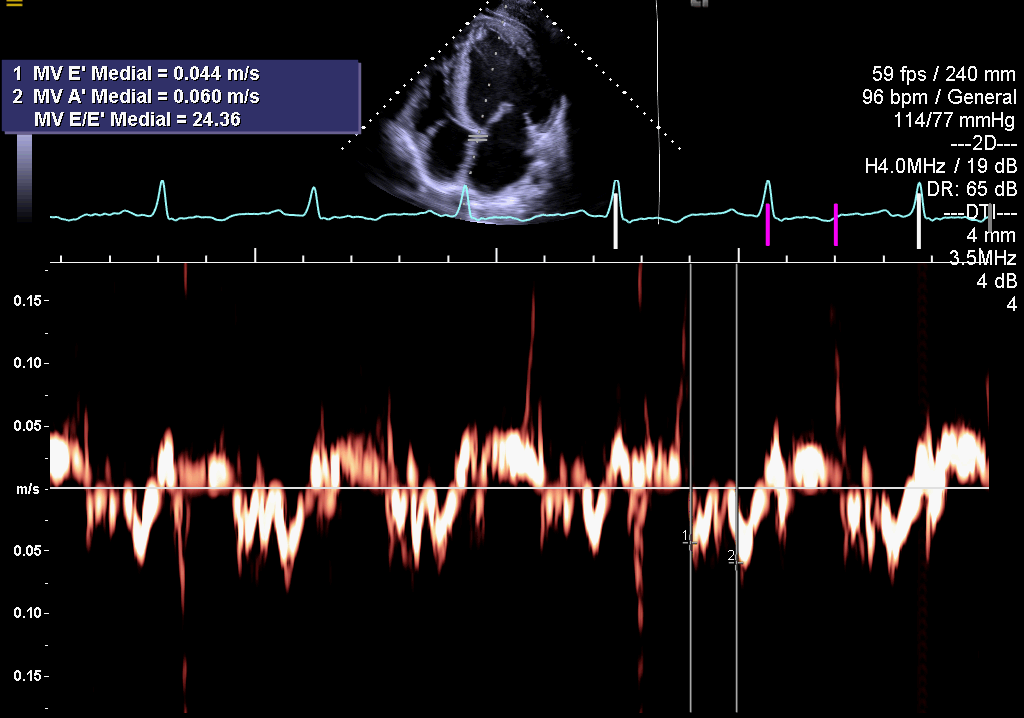 1 MV E' Medial = 0.044 m/s
2 MV A' Medial = 0.060 m/s
MV E/E' Medial = 24.36
59 fps / 240 mm
96 bpm / General
114/77 mmHg
---2D---
H4.0MHz / 19 dB
DR: 65 dB
---DTI---
4 mm
3.5MHz
4 dB
4
0.15
0.10
0.05
m/s
0.05
0.10
0.15
1
2